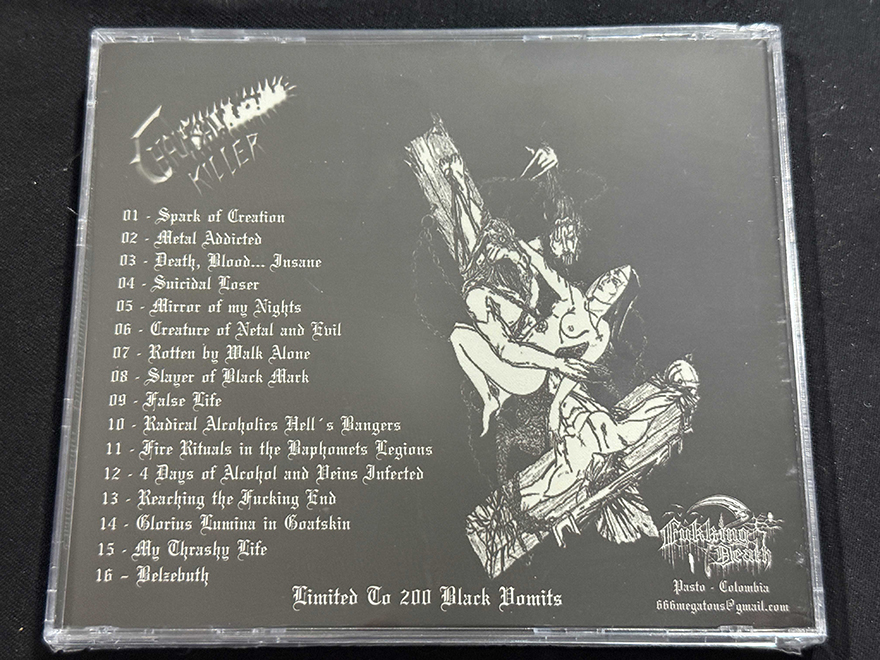 Chainsaw
KILLER
01 - Spark of Creation
02 - Metal Addicted
03 - Death, Blood... Insane
04 - Suicidal Loser
05 - Mirror of my Nights
06 - Creature of Netal and Evil
07 - Rotten by Walk Alone
08 - Slayer of Black Mark
09 - False Life
10 - Radical Alcoholics Hell´s Bangers
11 - Fire Rituals in the Baphomets Legions
12 - 4 Days of Alcohol and Veins Infected
13 - Reaching the Fucking End
14 - Glorius Lumina in Goatskin
15 - My Thrashy Life
16 - Belzebuth
Limited To 200 Black Vomits
Fukking
Death
Pasto - Colombia
666megatons@gmail.com